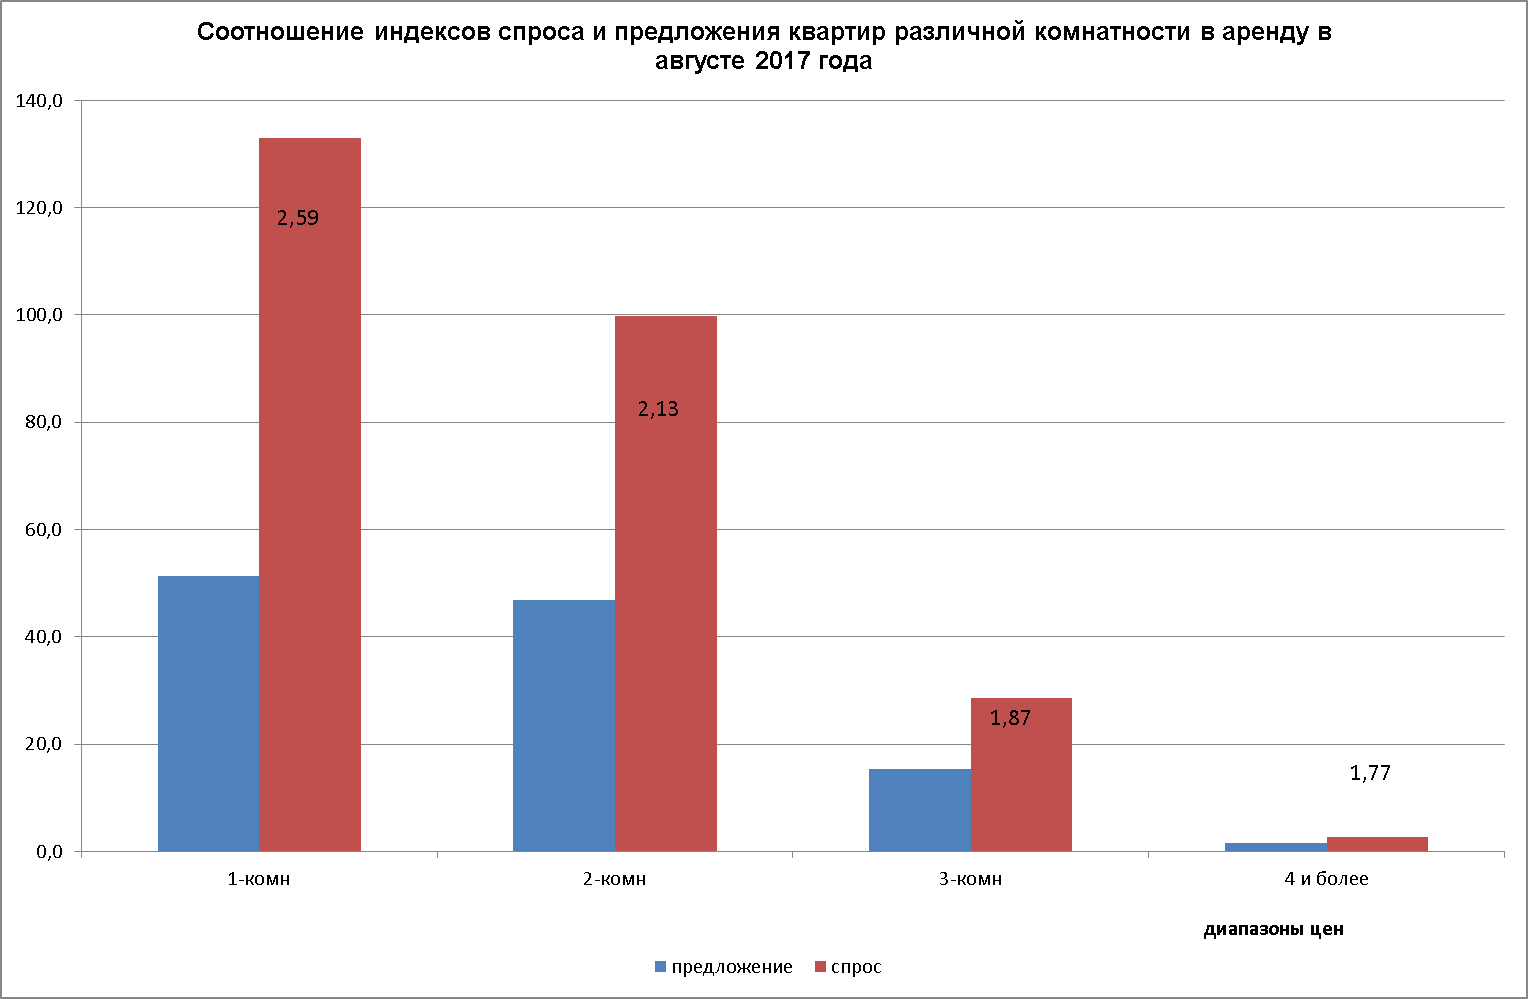 Соотношение индексов спроса и предложения квартир различной комнатности в аренду в
августе 2017 года
140,0
120,0
100,0
80,0
60,0
40,0
20,0
0,0
2,59
2,13
1,87
1,77
1-комн
2-комн
3-комн
4 и более
диапазоны цен
предложение
спрос